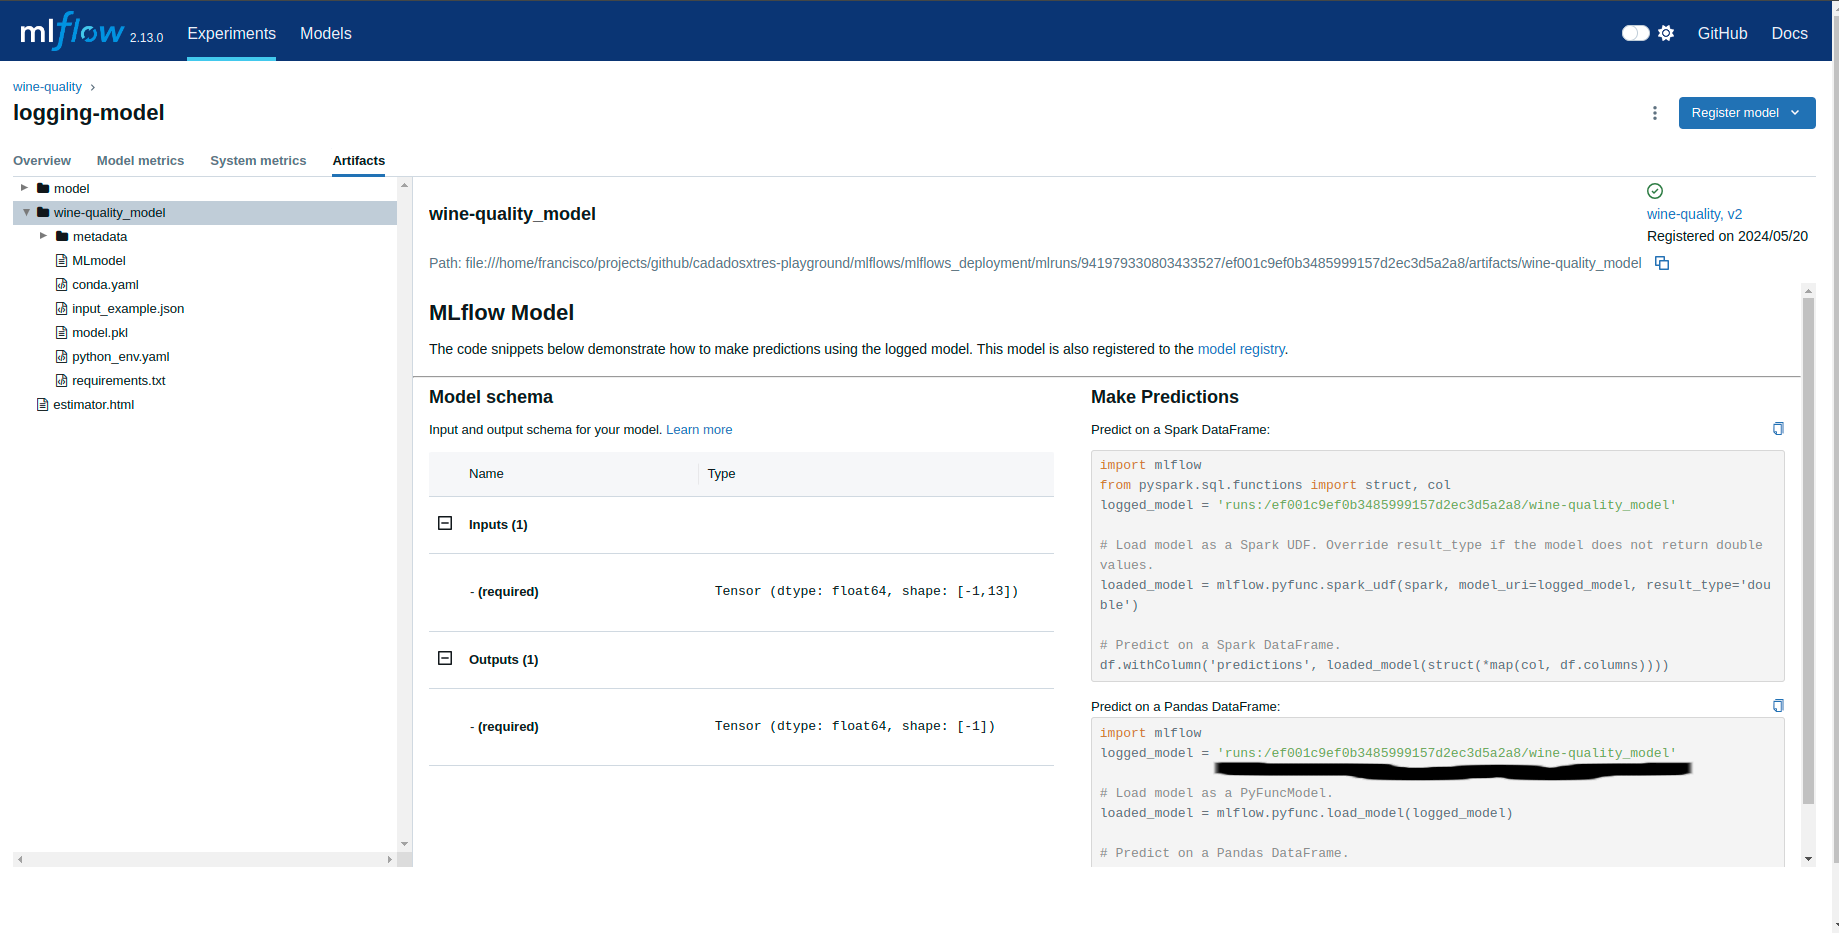 mlflow 2.13.0 Experiments Models GitHub Docs
wine-quality
logging-model
Register model
Overview Model metrics System metrics Artifacts
model
wine-quality_model
metadata
MLmodel
conda.yaml
input_example.json
model.pkl
python_env.yaml
requirements.txt
estimator.html
wine-quality_model
wine-quality, v2
Registered on 2024/05/20
Path: file:///home/francisco/projects/github/cadadosxtres-playground/mlflows/mlflows_deployment/mlruns/941979330803433527/ef001c9ef0b3485999157d2ec3d5a2a8/artifacts/wine-quality_model
MLflow Model
The code snippets below demonstrate how to make predictions using the logged model. This model is also registered to the model registry.
Model schema
Input and output schema for your model. Learn more
Name Type
Inputs (1)
- (required) Tensor (dtype: float64, shape: [-1,13])
Outputs (1)
- (required) Tensor (dtype: float64, shape: [-1])
Make Predictions
Predict on a Spark DataFrame:
import mlflow
from pyspark.sql.functions import struct, col
logged_model = 'runs:/ef001c9ef0b3485999157d2ec3d5a2a8/wine-quality_model'
# Load model as a Spark UDF. Override result_type if the model does not return double
values.
loaded_model = mlflow.pyfunc.spark_udf(spark, model_uri=logged_model, result_type='dou
ble')
# Predict on a Spark DataFrame.
df.withColumn('predictions', loaded_model(struct(*map(col, df.columns))))
Predict on a Pandas DataFrame:
import mlflow
logged_model = 'runs:/ef001c9ef0b3485999157d2ec3d5a2a8/wine-quality_model'
# Load model as a PyFuncModel.
loaded_model = mlflow.pyfunc.load_model(logged_model)
# Predict on a Pandas DataFrame.